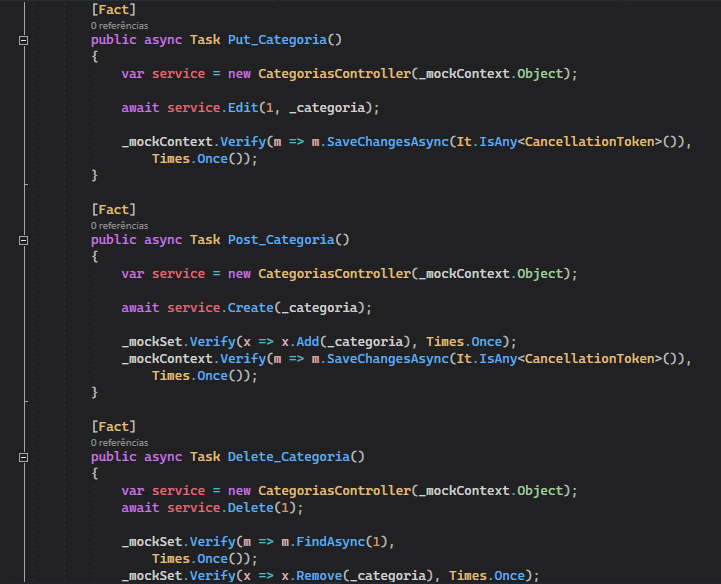 [Fact]
0 referências
public async Task Put_Categoria()
{
var service = new CategoriasController(_mockContext.Object);
await service.Edit(1, _categoria);
_mockContext.Verify(m => m.SaveChangesAsync(It.IsAny<CancellationToken>()),
Times.Once());
}
[Fact]
0 referências
public async Task Post_Categoria()
{
var service = new CategoriasController(_mockContext.Object);
await service.Create(_categoria);
_mockSet.Verify(x => x.Add(_categoria), Times.Once);
_mockContext.Verify(m => m.SaveChangesAsync(It.IsAny<CancellationToken>()),
Times.Once());
}
[Fact]
0 referências
public async Task Delete_Categoria()
{
var service = new CategoriasController(_mockContext.Object);
await service.Delete(1);
_mockSet.Verify(m => m.FindAsync(1),
Times.Once());
_mockSet.Verify(x => x.Remove(_categoria), Times.Once);